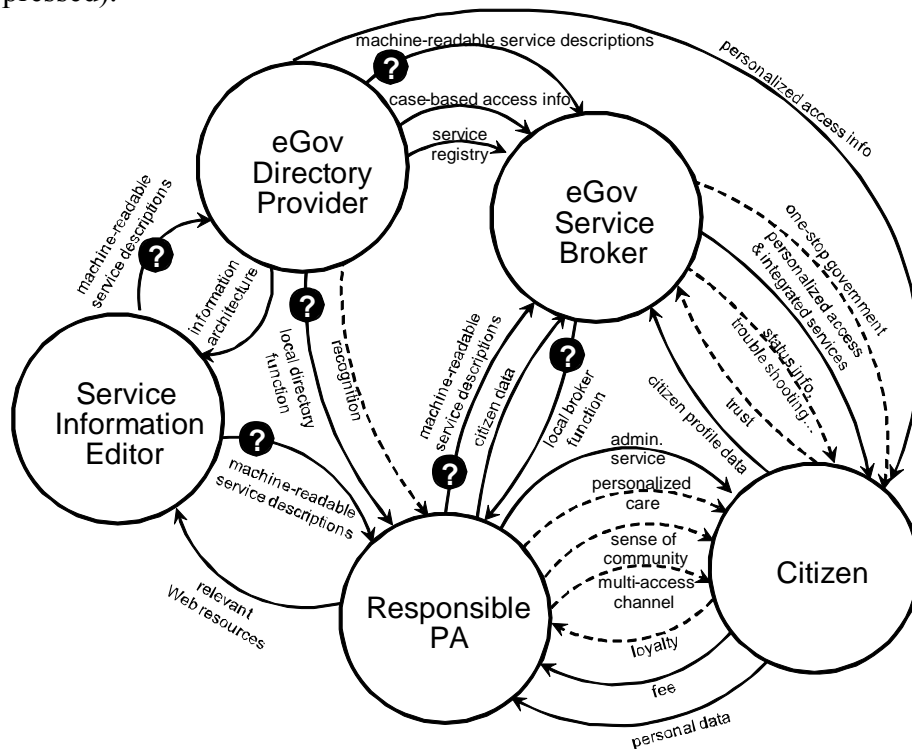 pressed).
machine-readable service descriptions
?
personalized access info
case-based access info
service
registry
eGov
Directory
Provider
eGov
Service
Broker
machine-readable
service descriptions
?
information
architecture
?
local directory
function
recognition
one-stop government
personalized access
& integrated services
status info,
trouble shooting...
trust
citizen profile data
machine-readable
service descriptions
?
citizen data
?
local broker
function
Service
Information
Editor
?
machine-readable
service descriptions
admin.
service
personalized
care
sense of
community
multi-access
channel
loyalty
fee
personal data
Citizen
Responsible
PA
relevant
Web resources